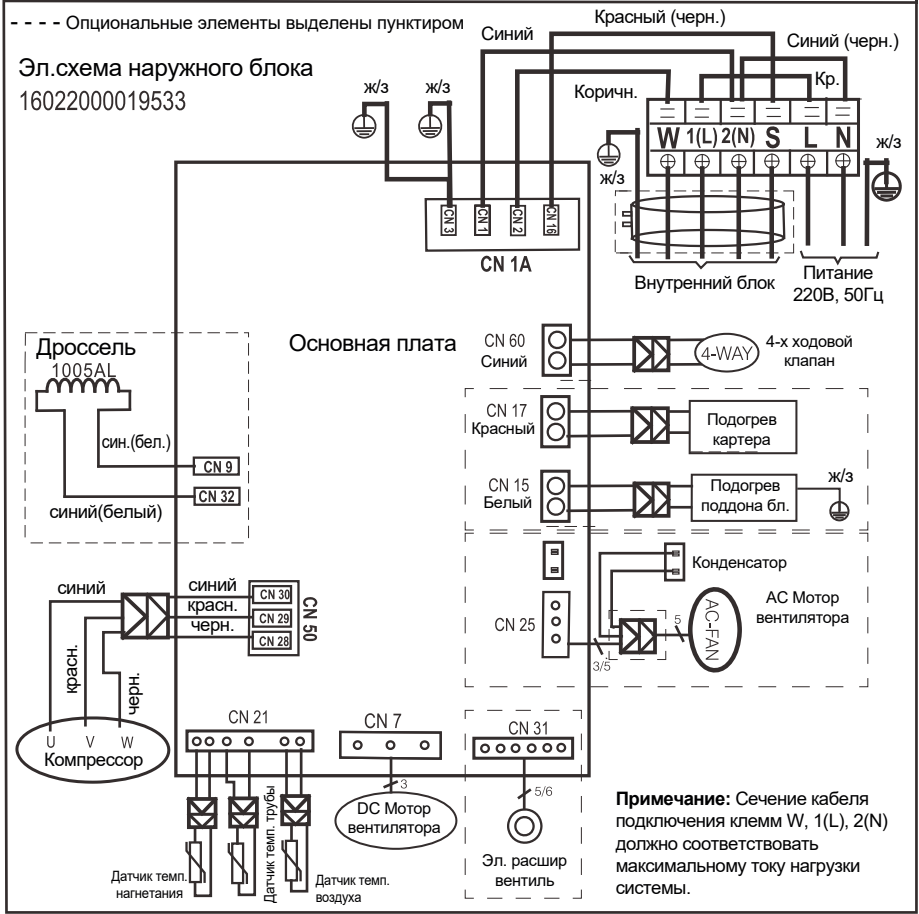 - - - - Опциональные элементы выделены пунктиром
Эл.схема наружного блока
16022000019533
Красный (черн.)
Синий
Синий (черн.)
Коричн.
Кр.
ж/з
ж/з
W 1(L) 2(N) S L N
ж/з
ж/з
CN 3
CN 1
CN 2
CN 16
CN 1A
Внутренний блок
Питание
220В, 50Гц
Дроссель
1005AL
син.(бел.)
CN 9
CN 32
синий(белый)
Основная плата
CN 60
Синий
4-WAY
4-х ходовой
клапан
CN 17
Красный
Подогрев
картера
CN 15
Белый
Подогрев
поддона бл.
ж/з
Конденсатор
CN 25
3/5
5
AC-FAN
AC Мотор
вентилятора
синий
синий
красн.
черн.
CN 30
CN 29
CN 28
CN 50
красн.
черн.
U V W
Компрессор
CN 21
Датчик темп.
нагнетания
Датчик темп. трубы
Датчик темп.
воздуха
CN 7
3
DC Мотор
вентилятора
CN 31
5/6
Эл. расшир
вентиль
Примечание: Сечение кабеля
подключения клемм W, 1(L), 2(N)
должно соответствовать
максимальному току нагрузки
системы.